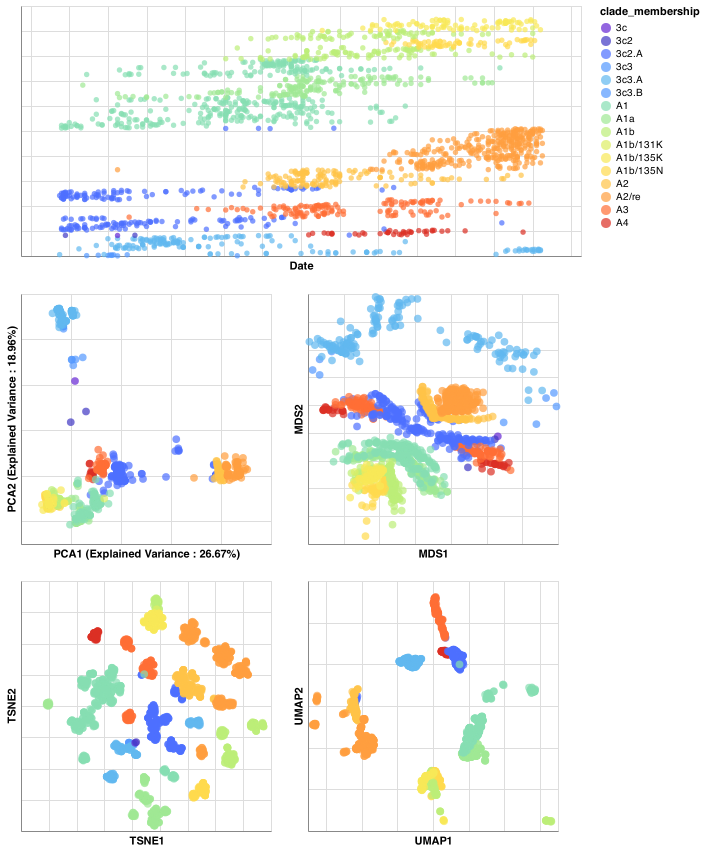 clade_membership
3c
3c2
3c2.A
3c3
3c3.A
3c3.B
A1
A1a
A1b
A1b/131K
A1b/135K
A1b/135N
A2
A2/re
A3
A4
Date
PCA2 (Explained Variance : 18.96%)
PCA1 (Explained Variance : 26.67%)
MDS2
MDS1
TSNE2
TSNE1
UMAP2
UMAP1